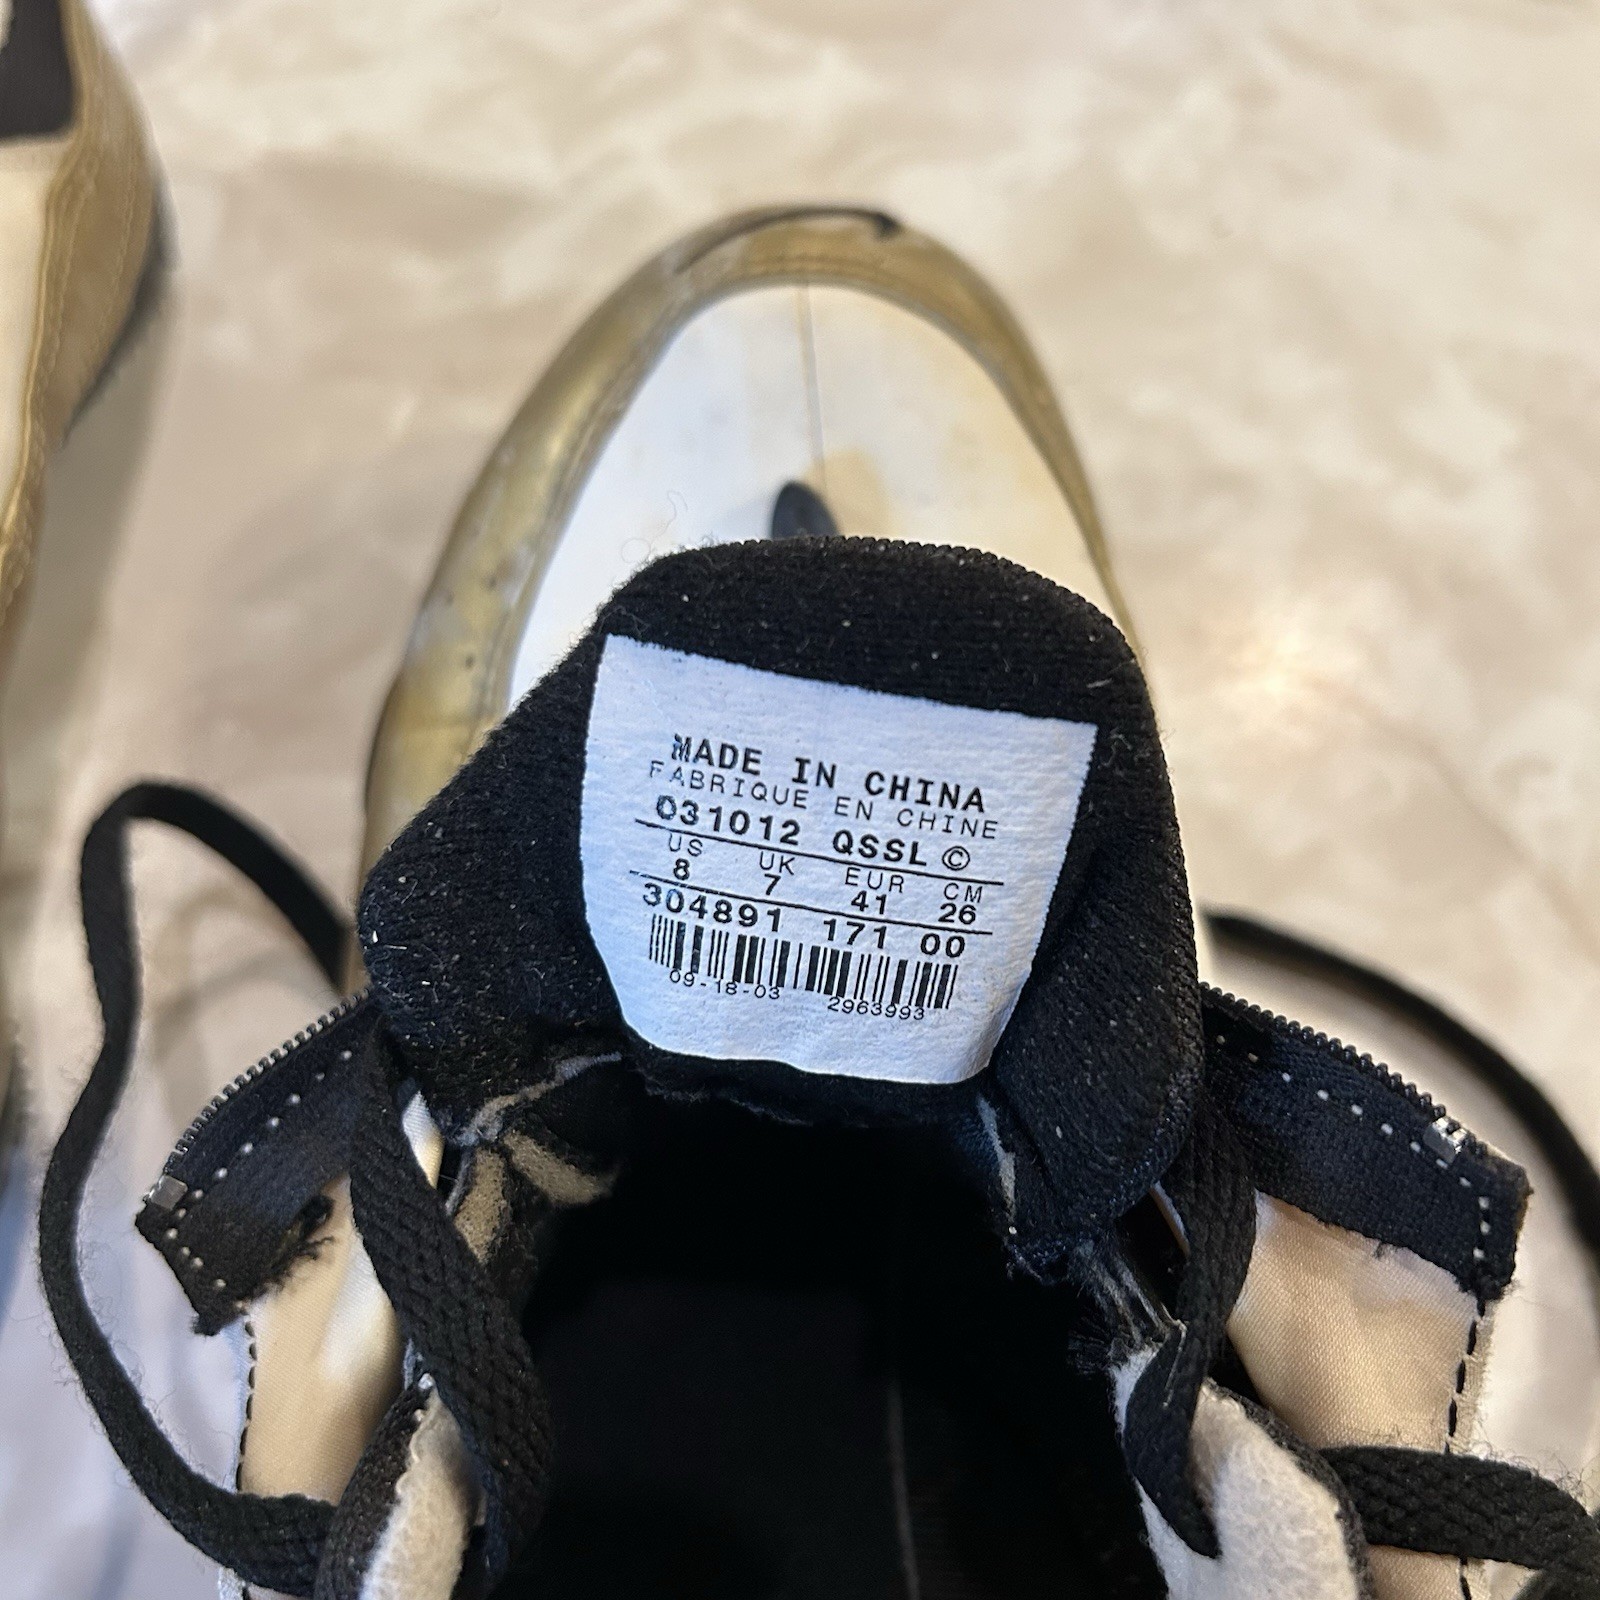 MADE IN CHINA
FABRIQUE EN CHINE
031012 QSSL ©
US UK EUR CM
8 7 41 26
304891 171 00
09-18-03 2963993